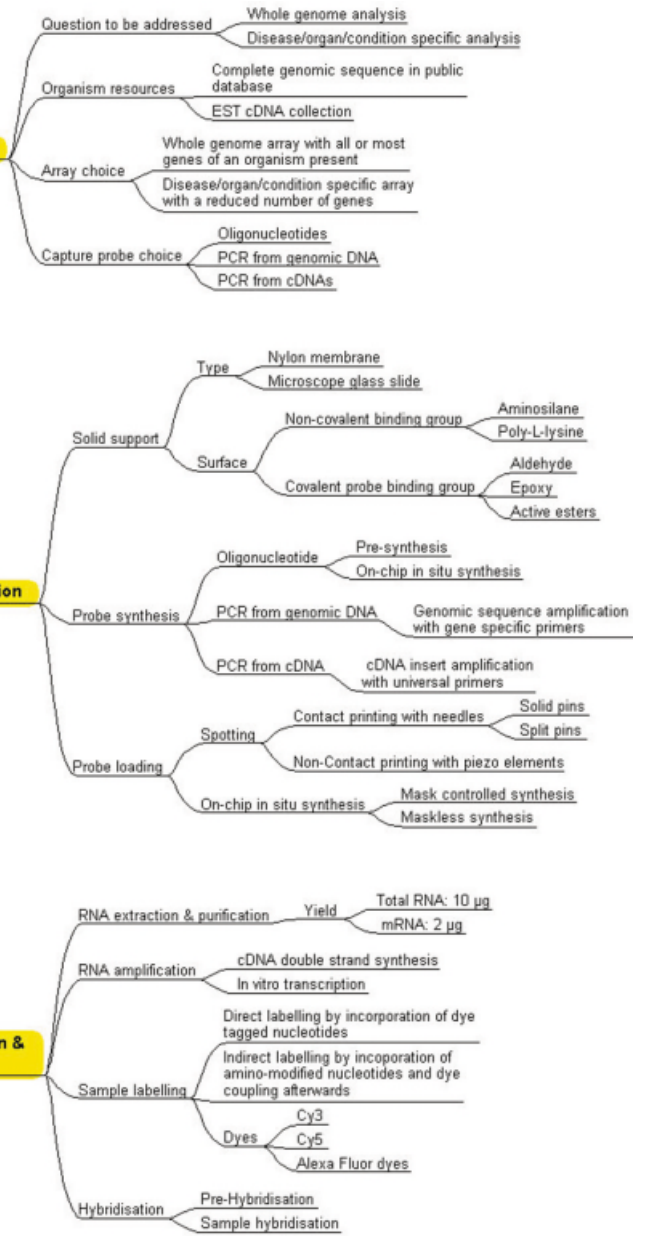 Question to be addressed
Whole genome analysis
Disease/organ/condition specific analysis
Organism resources
Complete genomic sequence in public
database
EST cDNA collection
Array choice
Whole genome array with all or most
genes of an organism present
Disease/organ/condition specific array
with a reduced number of genes
Capture probe choice
Oligonucleotides
PCR from genomic DNA
PCR from cDNAs
ion
Solid support
Type
Nylon membrane
Microscope glass slide
Surface
Non-covalent binding group
Aminosilane
Poly-L-lysine
Covalent probe binding group
Aldehyde
Epoxy
Active esters
Probe synthesis
Oligonucleotide
Pre-synthesis
On-chip in situ synthesis
PCR from genomic DNA
Genomic sequence amplification
with gene specific primers
PCR from cDNA
cDNA insert amplification
with universal primers
Probe loading
Spotting
Contact printing with needles
Solid pins
Split pins
Non-Contact printing with piezo elements
On-chip in situ synthesis
Mask controlled synthesis
Maskless synthesis
n &
RNA extraction & purification
Yield
Total RNA: 10 µg
mRNA: 2 µg
RNA amplification
cDNA double strand synthesis
In vitro transcription
Sample labelling
Direct labelling by incorporation of dye
tagged nucleotides
Indirect labelling by incoporation of
amino-modified nucleotides and dye
coupling afterwards
Dyes
Cy3
Cy5
Alexa Fluor dyes
Hybridisation
Pre-Hybridisation
Sample hybridisation